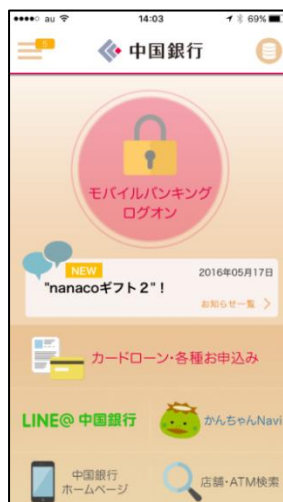 au 14:03 69%
5
中国銀行
モバイルバンキング
ログオン
NEW 2016年05月17日
"nanacoギフト2"!
お知らせ一覧 >
カードローン・各種お申込み
LINE@ 中国銀行 かんちゃんNavi
中国銀行
ホームページ
店舗・ATM検索